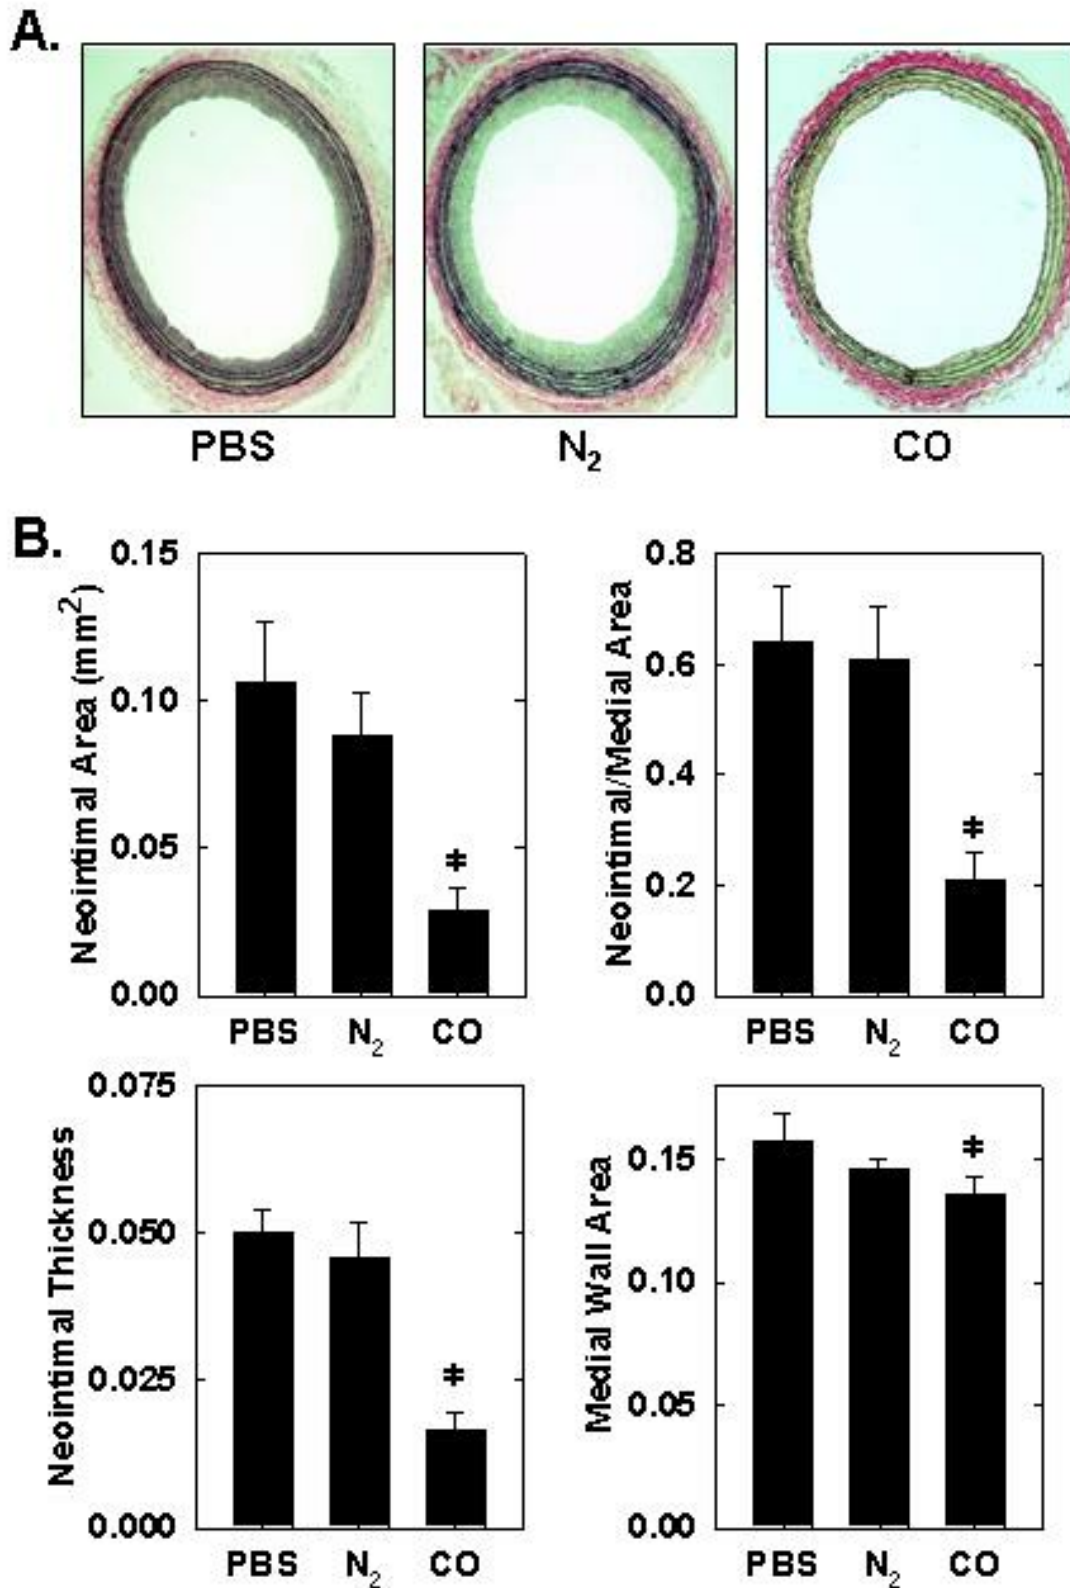 A.
PBS
N₂
CO
B.
Neointimal Area (mm²)
0.15
0.10
0.05
0.00
ǂ
PBS N₂ CO
Neointimal/Medial Area
0.8
0.6
0.4
0.2
0.0
ǂ
PBS N₂ CO
Neointimal Thickness
0.075
0.050
0.025
0.000
ǂ
PBS N₂ CO
Medial Wall Area
0.15
0.10
0.05
0.00
ǂ
PBS N₂ CO